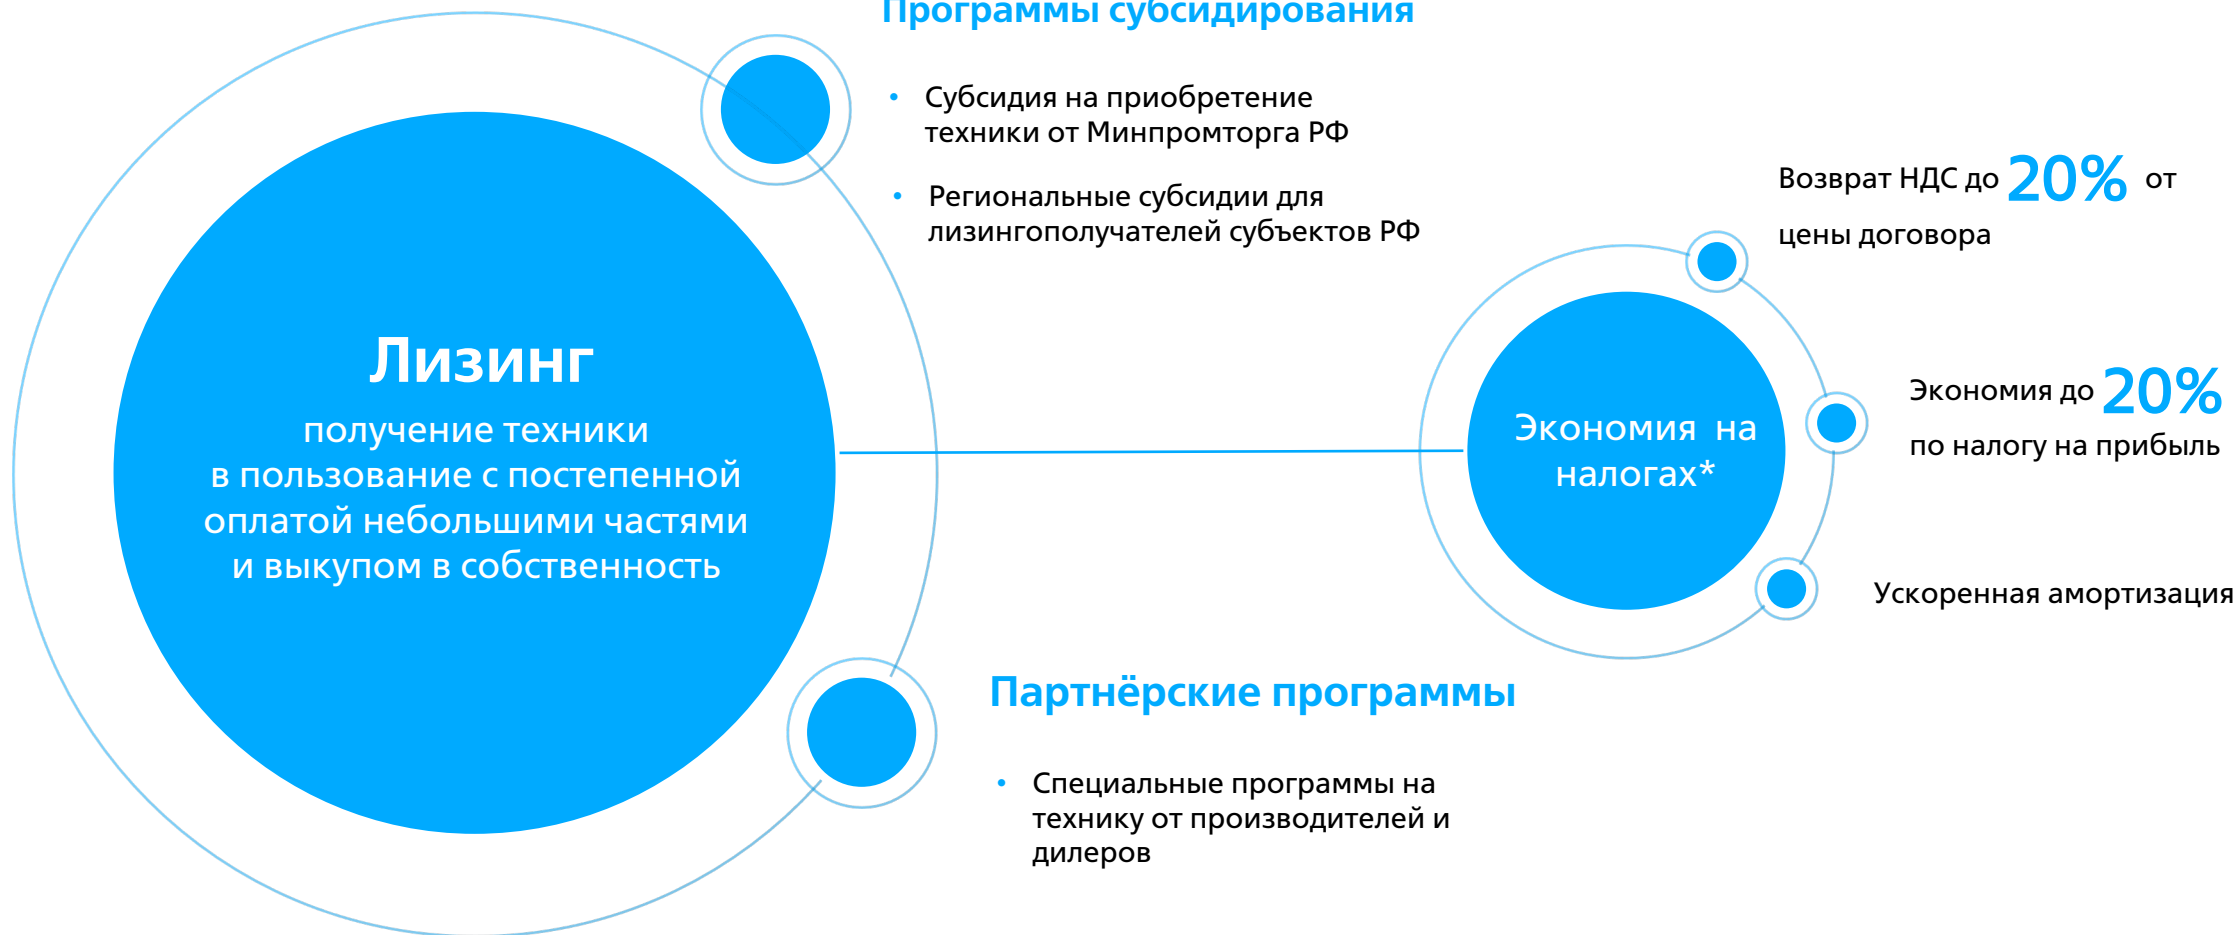 Программы субсидирования
• Субсидия на приобретение
техники от Минпромторга РФ
• Региональные субсидии для
лизингополучателей субъектов РФ
Лизинг
получение техники
в пользование с постепенной
оплатой небольшими частями
и выкупом в собственность
Экономия на
налогах*
Возврат НДС до 20% от
цены договора
Экономия до 20%
по налогу на прибыль
Ускоренная амортизация
Партнёрские программы
• Специальные программы на
технику от производителей и
дилеров